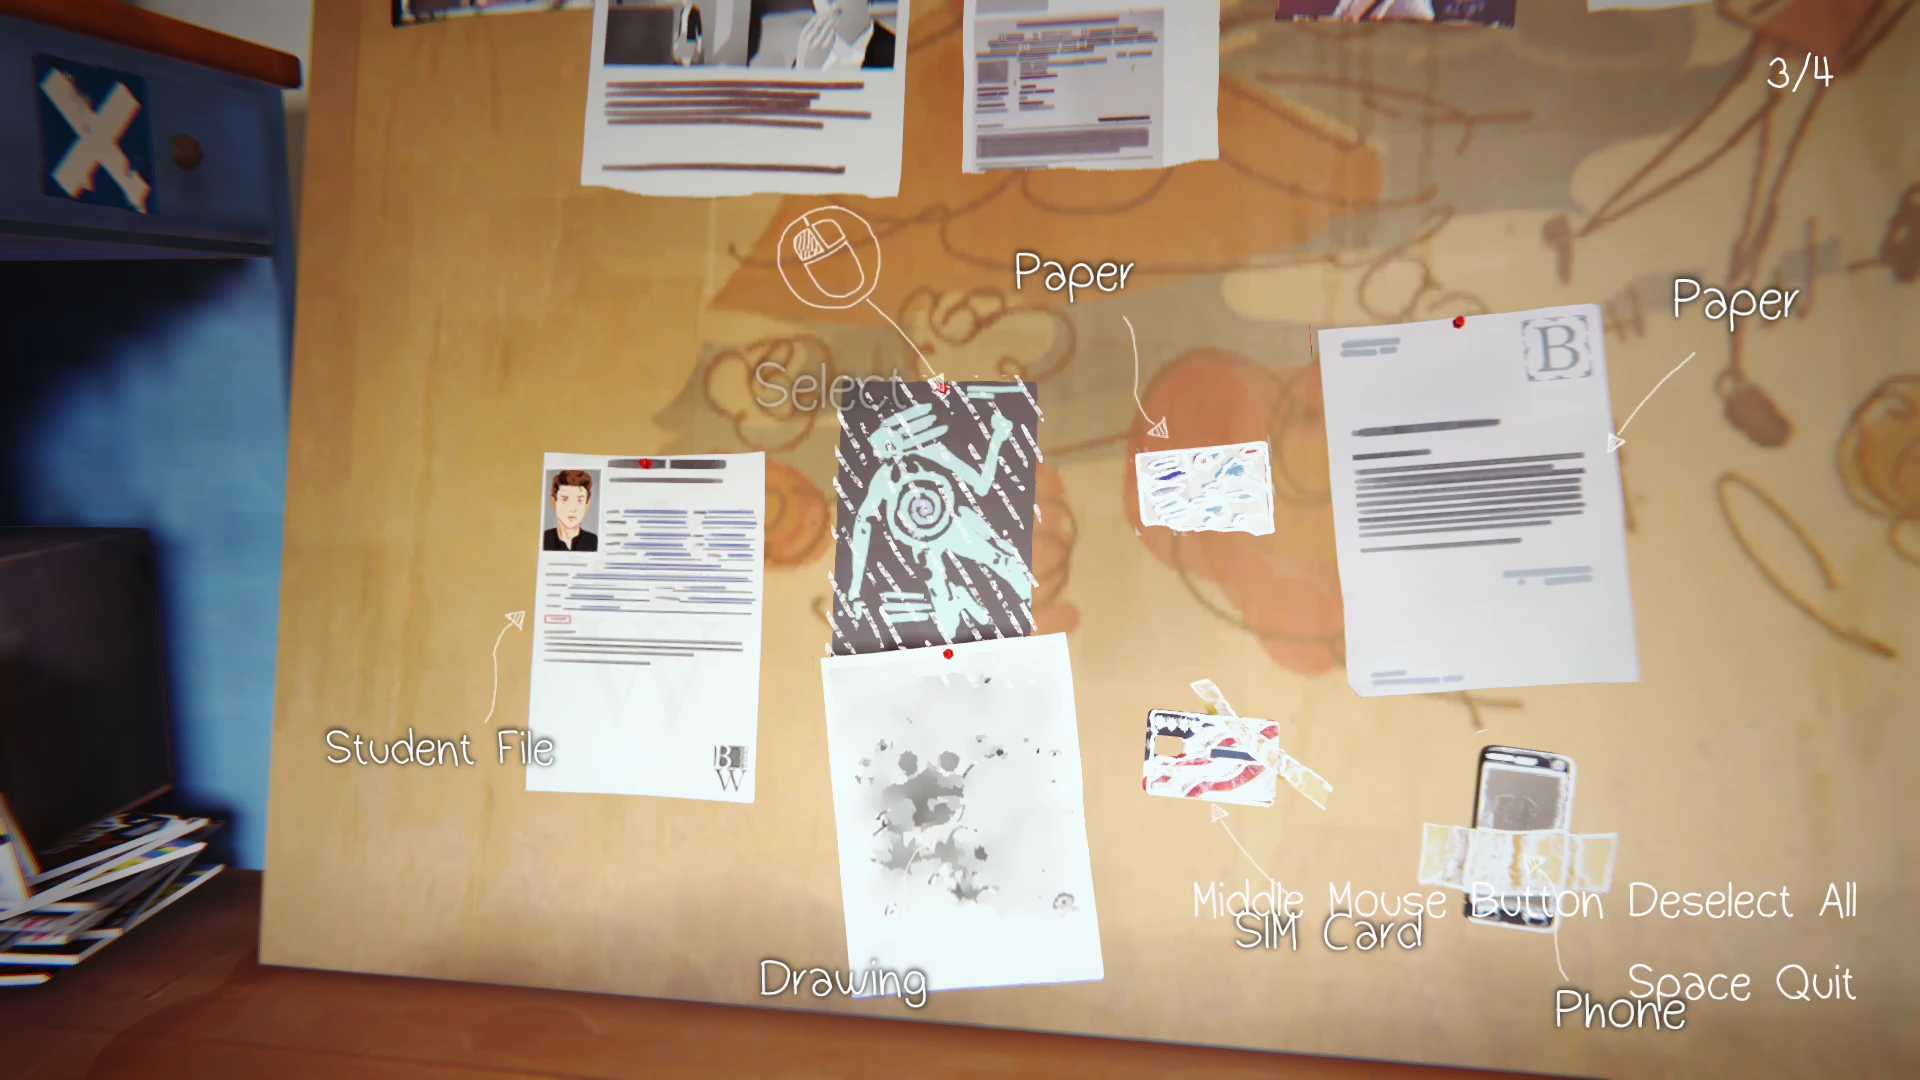 3/4
Paper
Paper
Select
B
Student File
B
W
Middle Mouse Button Deselect All
SIM Card
Drawing
Space Quit
Phone